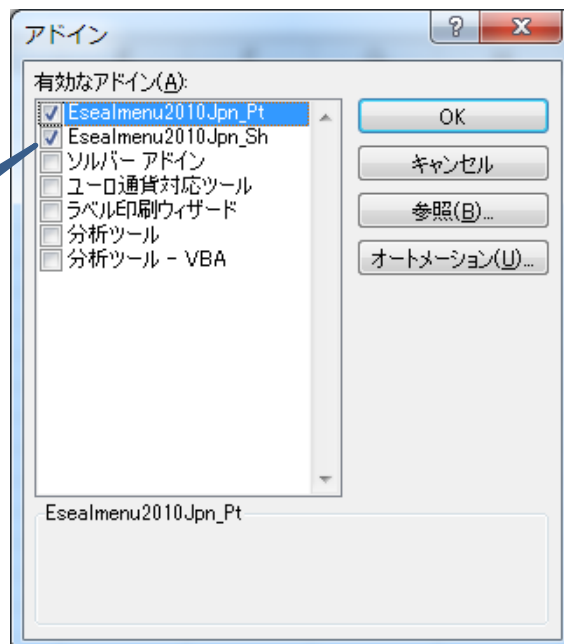 アドイン
有効なアドイン(A):
Esealmenu2010Jpn_Pt
Esealmenu2010Jpn_Sh
ソルバー アドイン
ユーロ通貨対応ツール
ラベル印刷ウィザード
分析ツール
分析ツール - VBA
OK
キャンセル
参照(B)...
オートメーション(U)...
Esealmenu2010Jpn_Pt